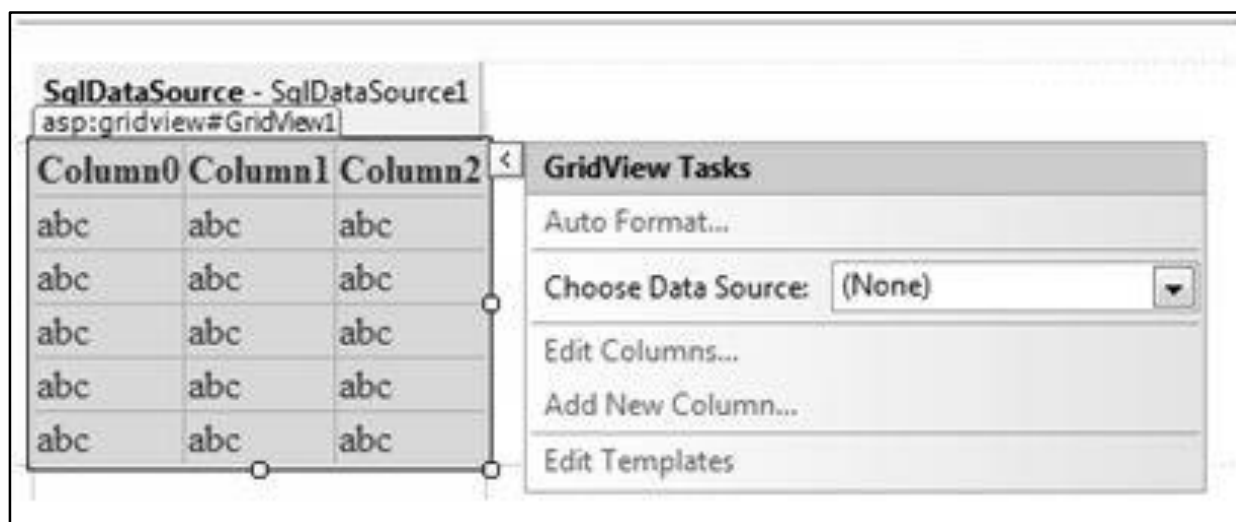 SqlDataSource - SqlDataSource1
asp:gridview#GridView1
Column0 Column1 Column2
abc abc abc
abc abc abc
abc abc abc
abc abc abc
abc abc abc
<
GridView Tasks
Auto Format...
Choose Data Source: (None)
Edit Columns...
Add New Column...
Edit Templates